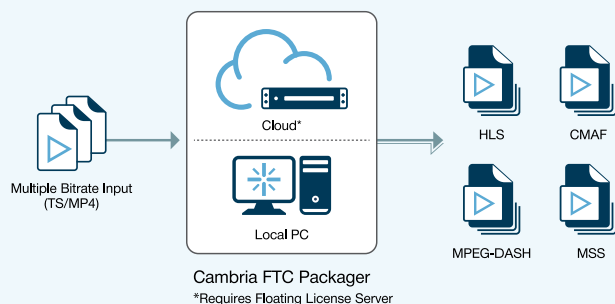 Multiple Bitrate Input
(TS/MP4)
Cloud*
Local PC
Cambria FTC Packager
*Requires Floating License Server
HLS
CMAF
MPEG-DASH
MSS